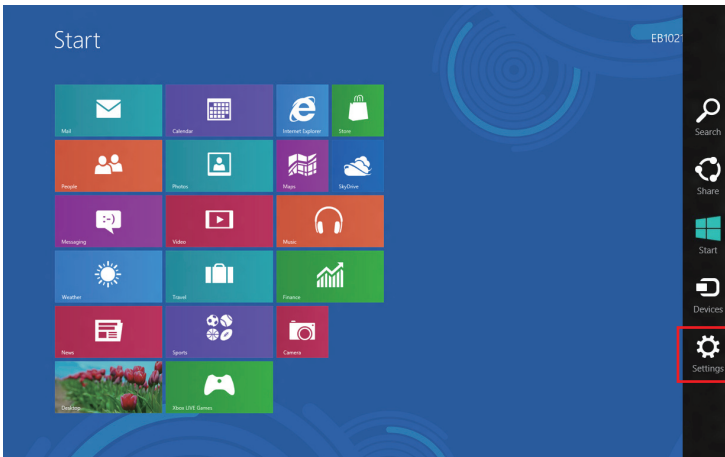 Start
EB1021
Mail
Calendar
Internet Explorer
Store
People
Photos
Maps
SkyDrive
Messaging
:-)
Video
Music
Weather
Travel
Finance
News
Sports
Camera
Desktop
Xbox LIVE Games
Search
Share
Start
Devices
Settings